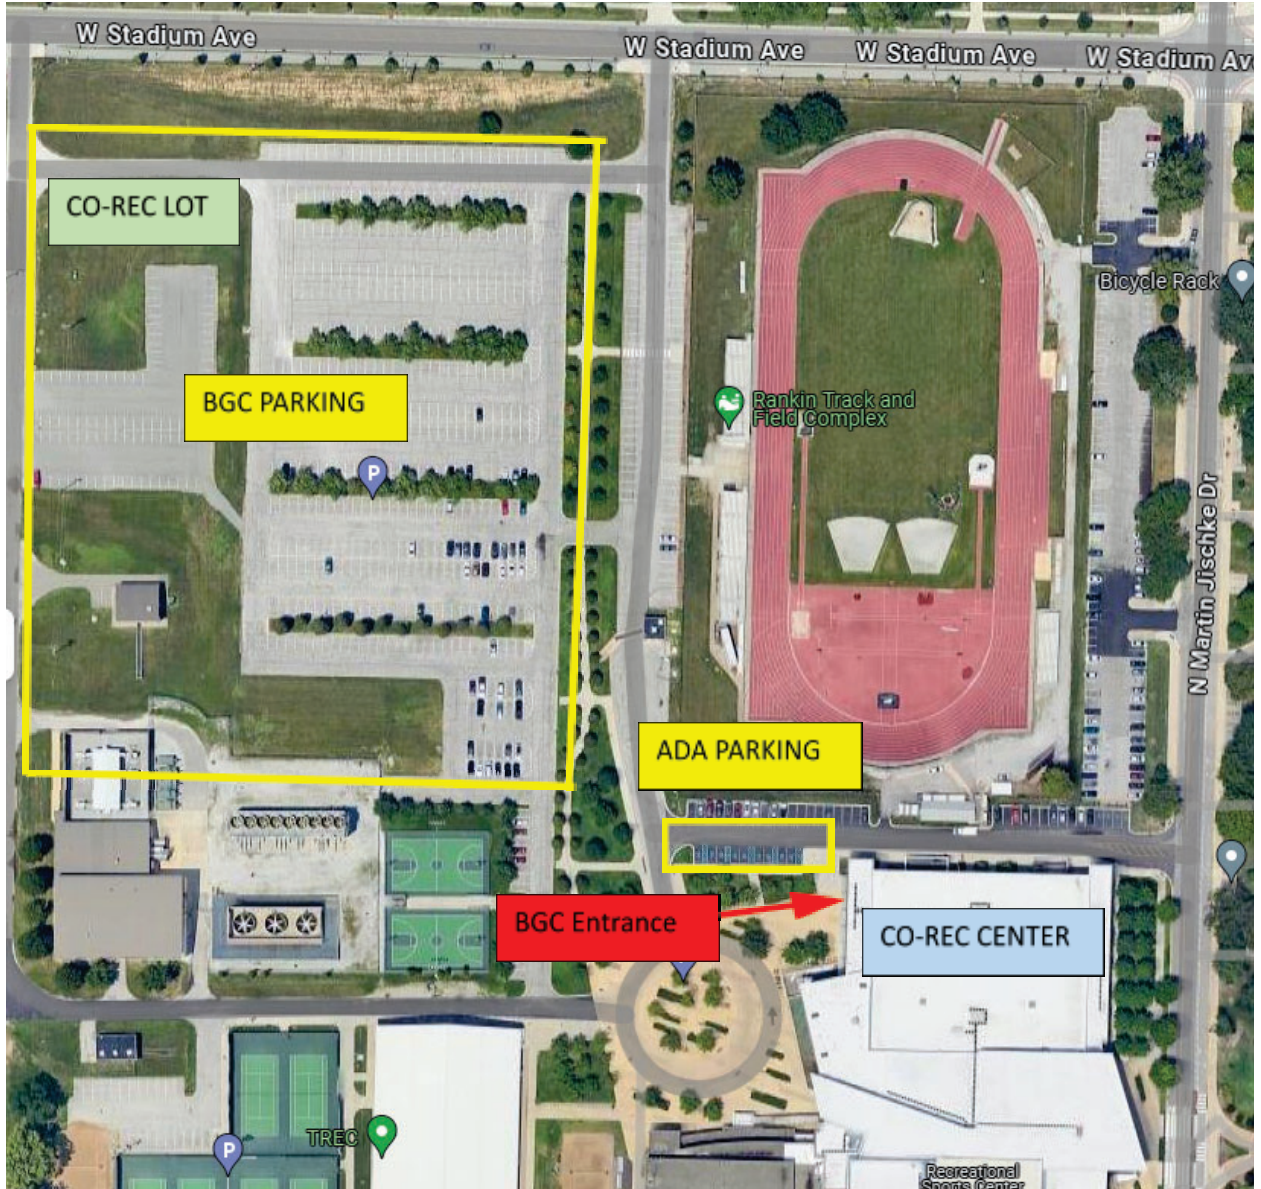 W Stadium Ave
W Stadium Ave
W Stadium Ave
W Stadium Av
CO-REC LOT
Bicycle Rack
BGC PARKING
Rankin Track and
Field Complex
P
N Martin Jischke Dr
ADA PARKING
BGC Entrance
CO-REC CENTER
TREC
P
Recreational
Sports Center